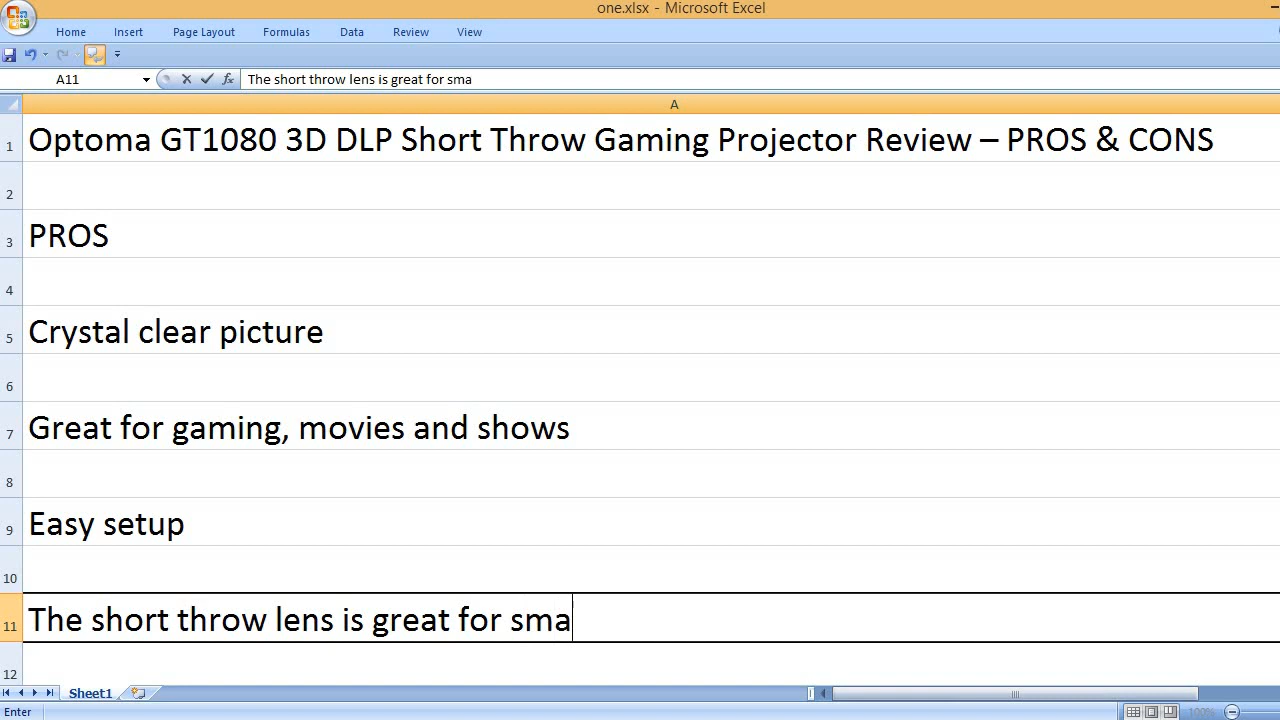 one.xlsx - Microsoft Excel
Home Insert Page Layout Formulas Data Review View
A11 fx The short throw lens is great for sma
A
1 Optoma GT1080 3D DLP Short Throw Gaming Projector Review – PROS & CONS
2
3 PROS
4
5 Crystal clear picture
6
7 Great for gaming, movies and shows
8
9 Easy setup
10
11 The short throw lens is great for sma
12
Sheet1
Enter 100%